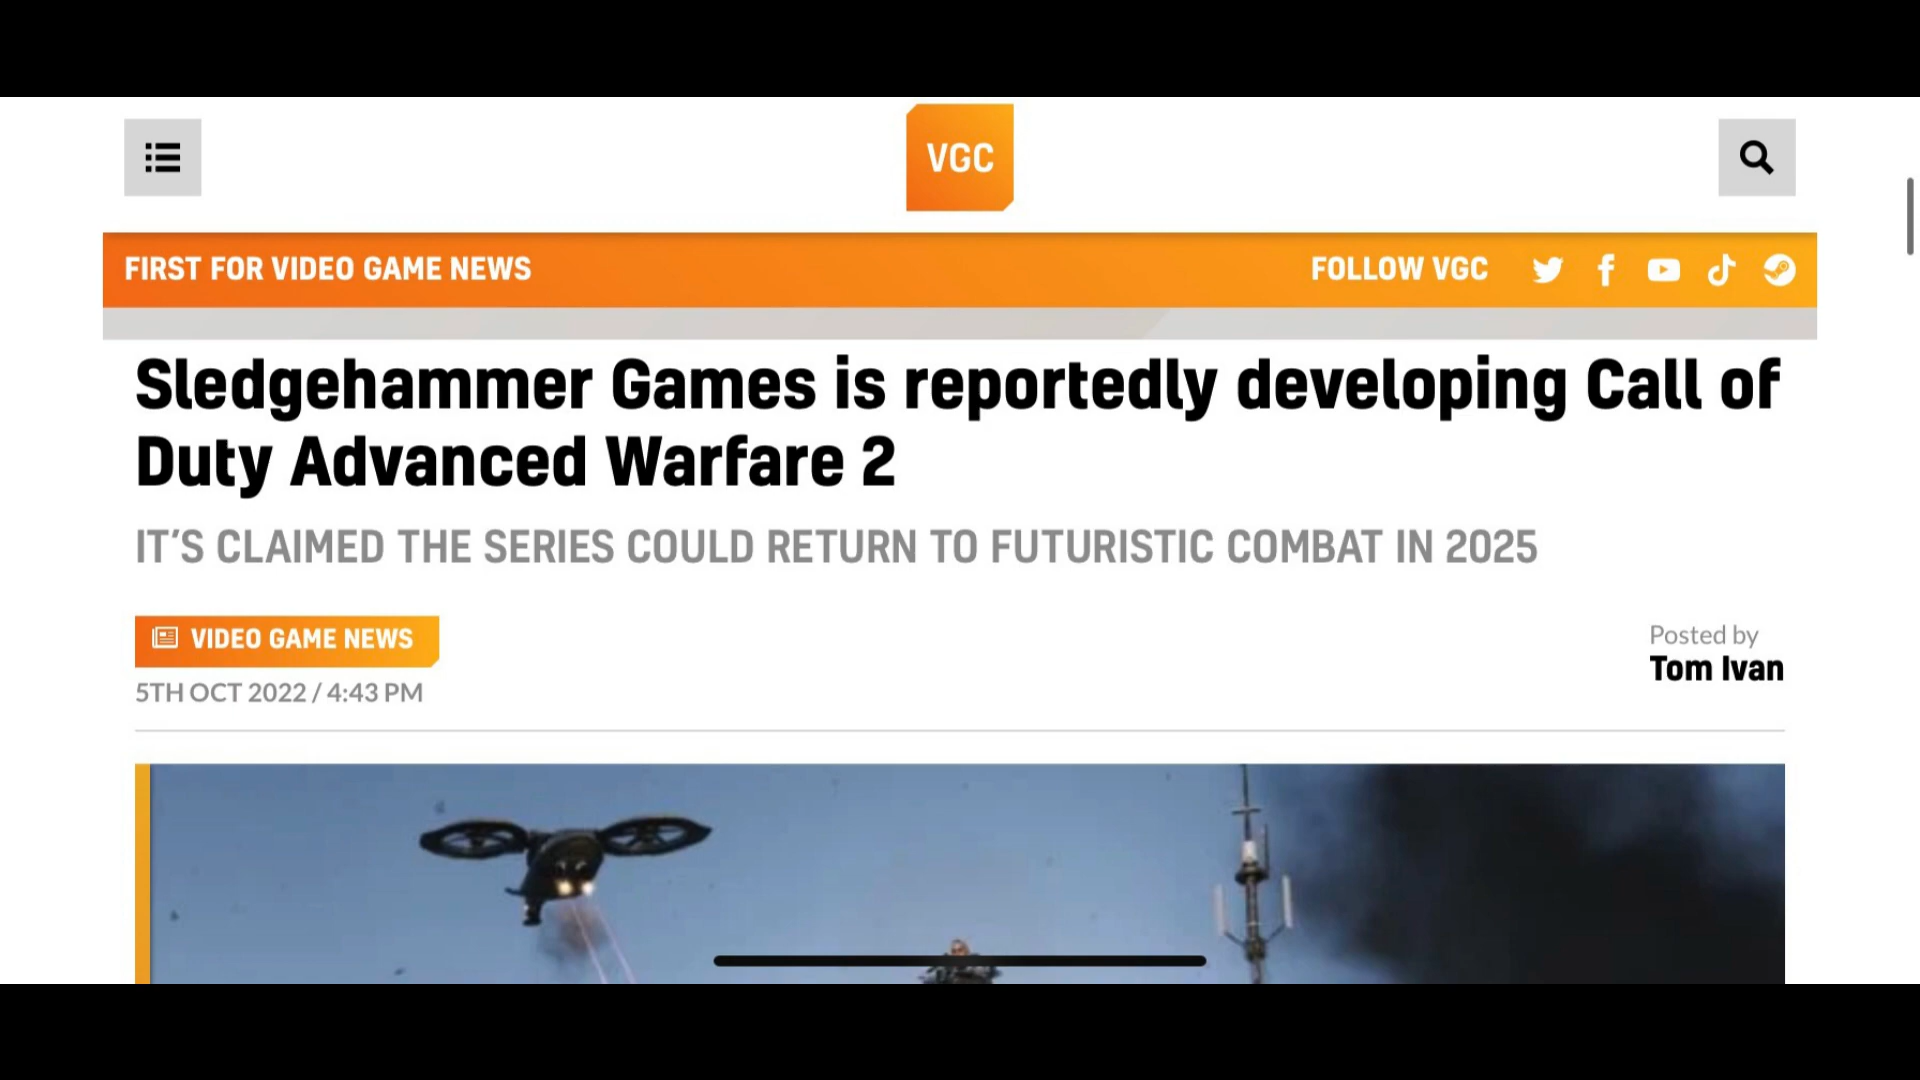 VGC
FIRST FOR VIDEO GAME NEWS
FOLLOW VGC
Sledgehammer Games is reportedly developing Call of
Duty Advanced Warfare 2
IT'S CLAIMED THE SERIES COULD RETURN TO FUTURISTIC COMBAT IN 2025
VIDEO GAME NEWS
5TH OCT 2022 / 4:43 PM
Posted by
Tom Ivan